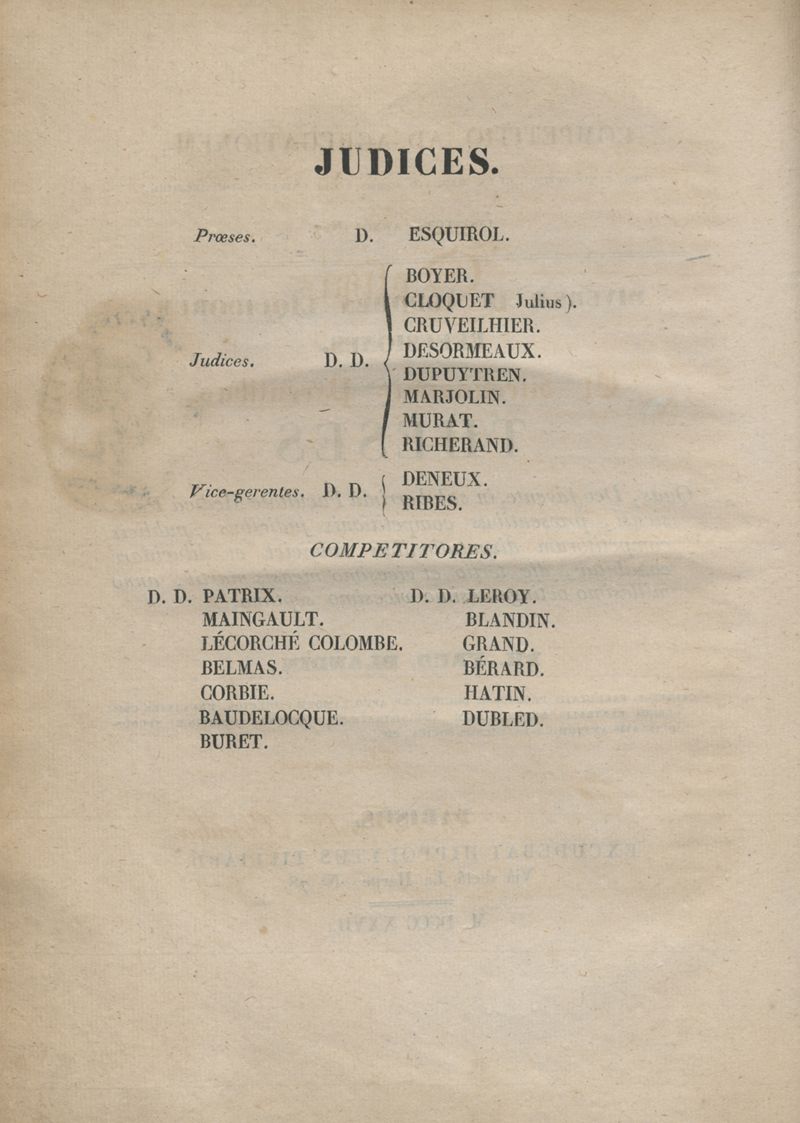 JUDICES.
Præses. D. ESQUIROL.
BOYER.
CLOQUET Julius).
CRUVEILHIER.
DESORMEAUX.
Judices. D. D.
DUPUYTREN.
MARJOLIN.
MURAT.
RICHERAND.
DENEUX.
Vice-gerentes. D. D.
RIBES.
COMPETITORES.
D. D. PATRIX. D. D. LEROY.
MAINGAULT. BLANDIN.
LÉCORCHÉ COLOMBE. GRAND.
BELMAS. BÉRARD.
CORBIE. HATIN.
BAUDELOCQUE. DUBLED.
BURET.